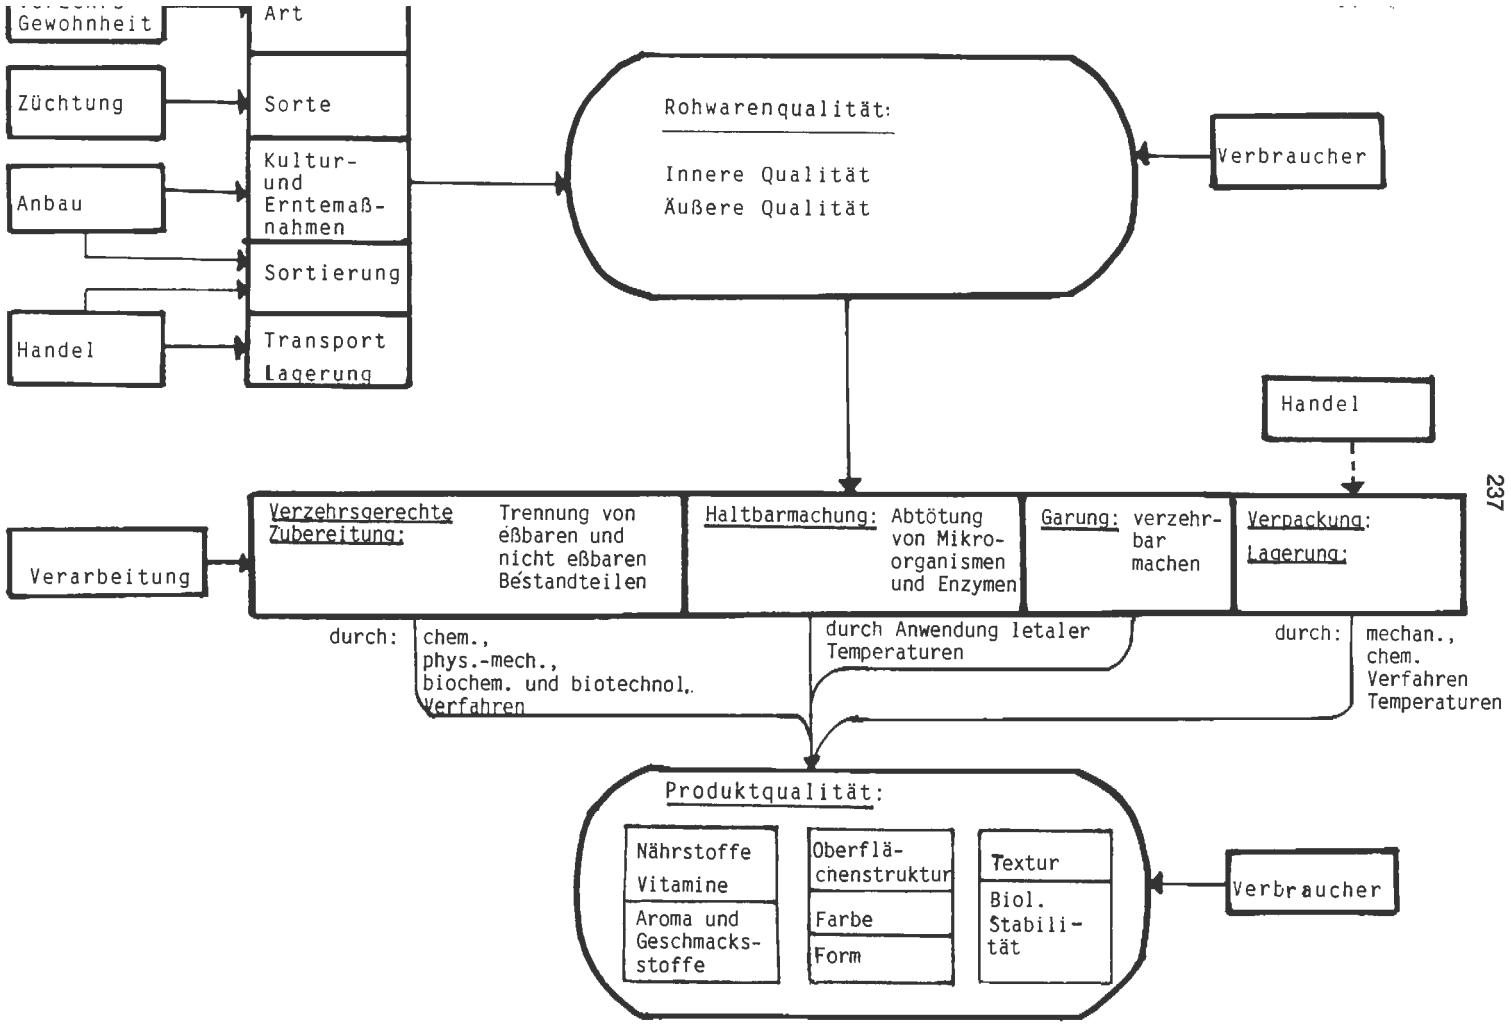 Gewohnheit
Art
Züchtung
Sorte
Anbau
Kultur-
und
Erntemaß-
nahmen
Sortierung
Handel
Transport
Lagerung
Rohwarenqualität:
Innere Qualität
Äußere Qualität
Verbraucher
Handel
237
Verarbeitung
Verzehrsgerechte
Zubereitung:
Trennung von
eßbaren und
nicht eßbaren
Bestandteilen
Haltbarmachung:
Abtötung
von Mikro-
organismen
und Enzymen
Garung:
verzehr-
bar
machen
Verpackung:
Lagerung:
durch:
chem.,
phys.-mech.,
biochem. und biotechnol.
Verfahren
durch Anwendung letaler
Temperaturen
durch:
mechan.,
chem.
Verfahren
Temperaturen
Produktqualität:
Nährstoffe
Vitamine
Aroma und
Geschmacks-
stoffe
Oberflä-
chenstruktur
Farbe
Form
Textur
Biol.
Stabili-
tät
Verbraucher